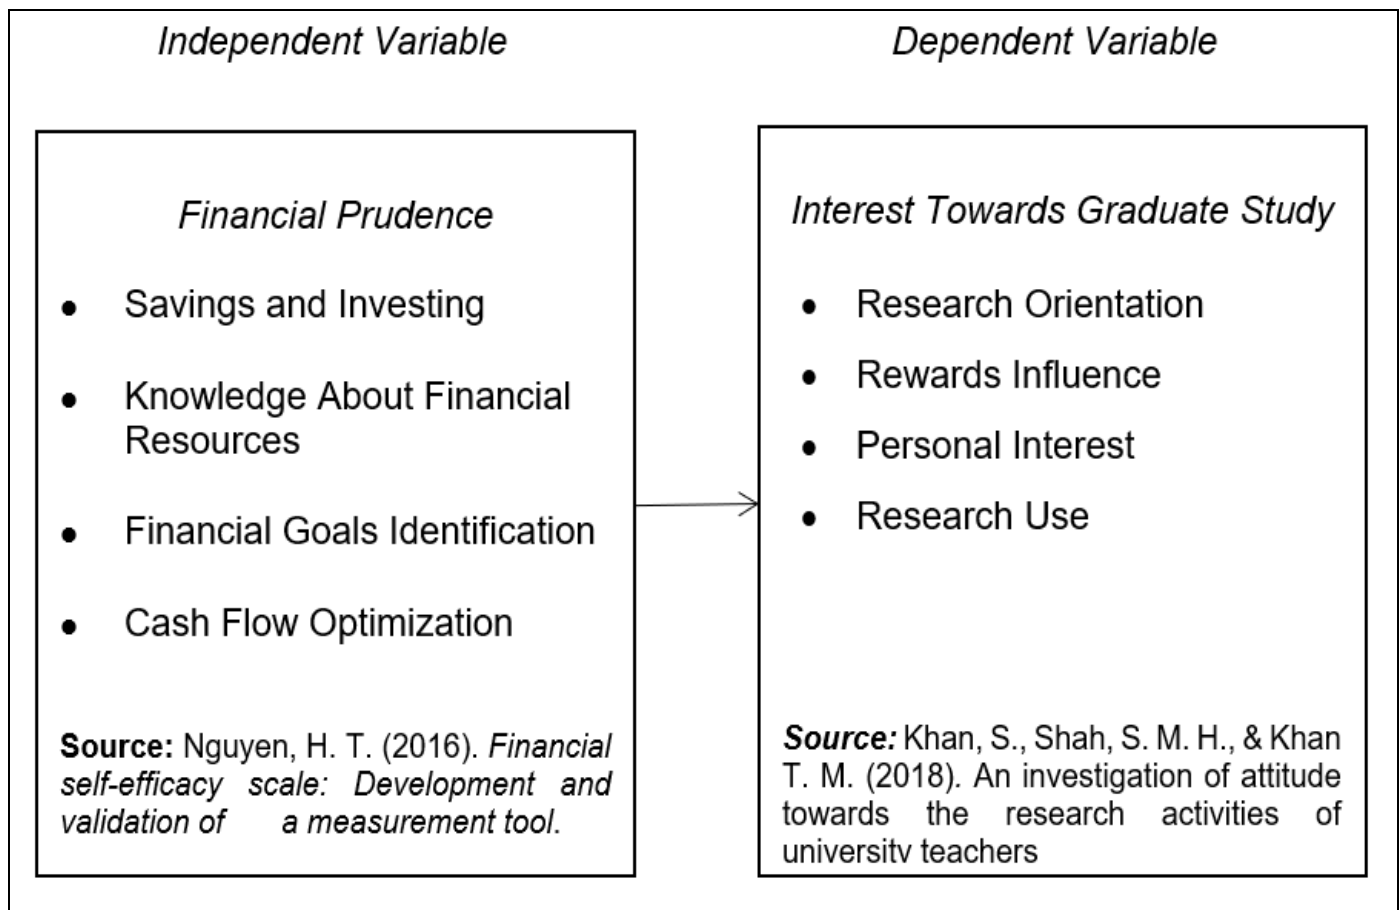 Independent Variable
Dependent Variable
Financial Prudence
• Savings and Investing
• Knowledge About Financial
Resources
• Financial Goals Identification
• Cash Flow Optimization
Source: Nguyen, H. T. (2016). Financial
self-efficacy scale: Development and
validation of a measurement tool.
Interest Towards Graduate Study
• Research Orientation
• Rewards Influence
• Personal Interest
• Research Use
Source: Khan, S., Shah, S. M. H., & Khan
T. M. (2018). An investigation of attitude
towards the research activities of
university teachers